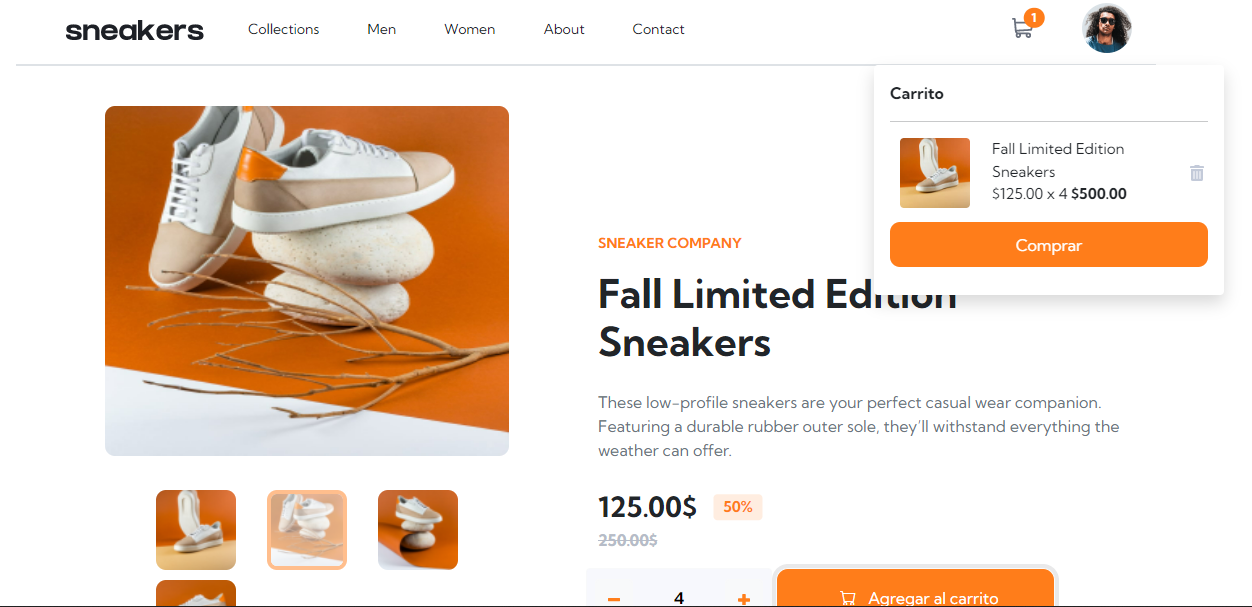 sneakers
Collections
Men
Women
About
Contact
1
Carrito
Fall Limited Edition
Sneakers
$125.00 x 4 $500.00
Comprar
SNEAKER COMPANY
Fall Limited Edition
Sneakers
These low-profile sneakers are your perfect casual wear companion.
Featuring a durable rubber outer sole, they’ll withstand everything the
weather can offer.
125.00$
50%
250.00$
4
Agregar al carrito